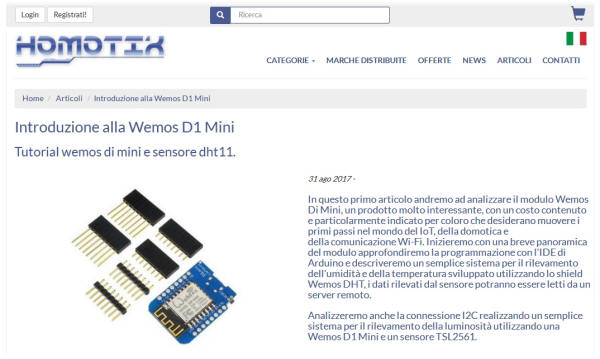 Login Registrati! Ricerca
HOMOTIX
CATEGORIE MARCHE DISTRIBUITE OFFERTE NEWS ARTICOLI CONTATTI
Home / Articoli / Introduzione alla Wemos D1 Mini
Introduzione alla Wemos D1 Mini
Tutorial wemos di mini e sensore dht11.
31 ago 2017 -
In questo primo articolo andremo ad analizzare il modulo Wemos
Di Mini, un prodotto molto interessante, con un costo contenuto
e particolarmente indicato per coloro che desiderano muovere i
primi passi nel mondo del IoT, della domotica e
della comunicazione Wi-Fi. Inizieremo con una breve panoramica
del modulo approfondiremo la programmazione con l'IDE di
Arduino e descriveremo un semplice sistema per il rilevamento
dell'umidità e della temperatura sviluppato utilizzando lo shield
Wemos DHT, i dati rilevati dal sensore potranno essere letti da un
server remoto.
Analizzeremo anche la connessione I2C realizzando un semplice
sistema per il rilevamento della luminosità utilizzando una
Wemos D1 Mini e un sensore TSL2561.